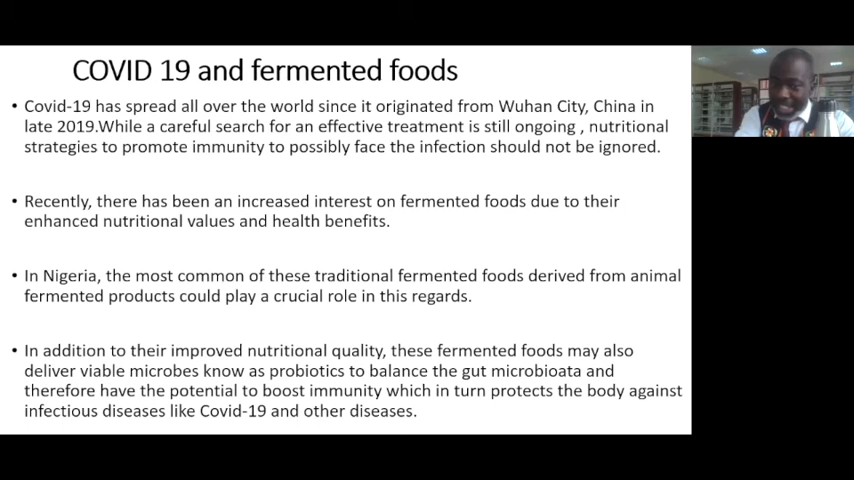 COVID 19 and fermented foods
• Covid-19 has spread all over the world since it originated from Wuhan City, China in
late 2019.While a careful search for an effective treatment is still ongoing , nutritional
strategies to promote immunity to possibly face the infection should not be ignored.
• Recently, there has been an increased interest on fermented foods due to their
enhanced nutritional values and health benefits.
• In Nigeria, the most common of these traditional fermented foods derived from animal
fermented products could play a crucial role in this regards.
• In addition to their improved nutritional quality, these fermented foods may also
deliver viable microbes know as probiotics to balance the gut microbioata and
therefore have the potential to boost immunity which in turn protects the body against
infectious diseases like Covid-19 and other diseases.